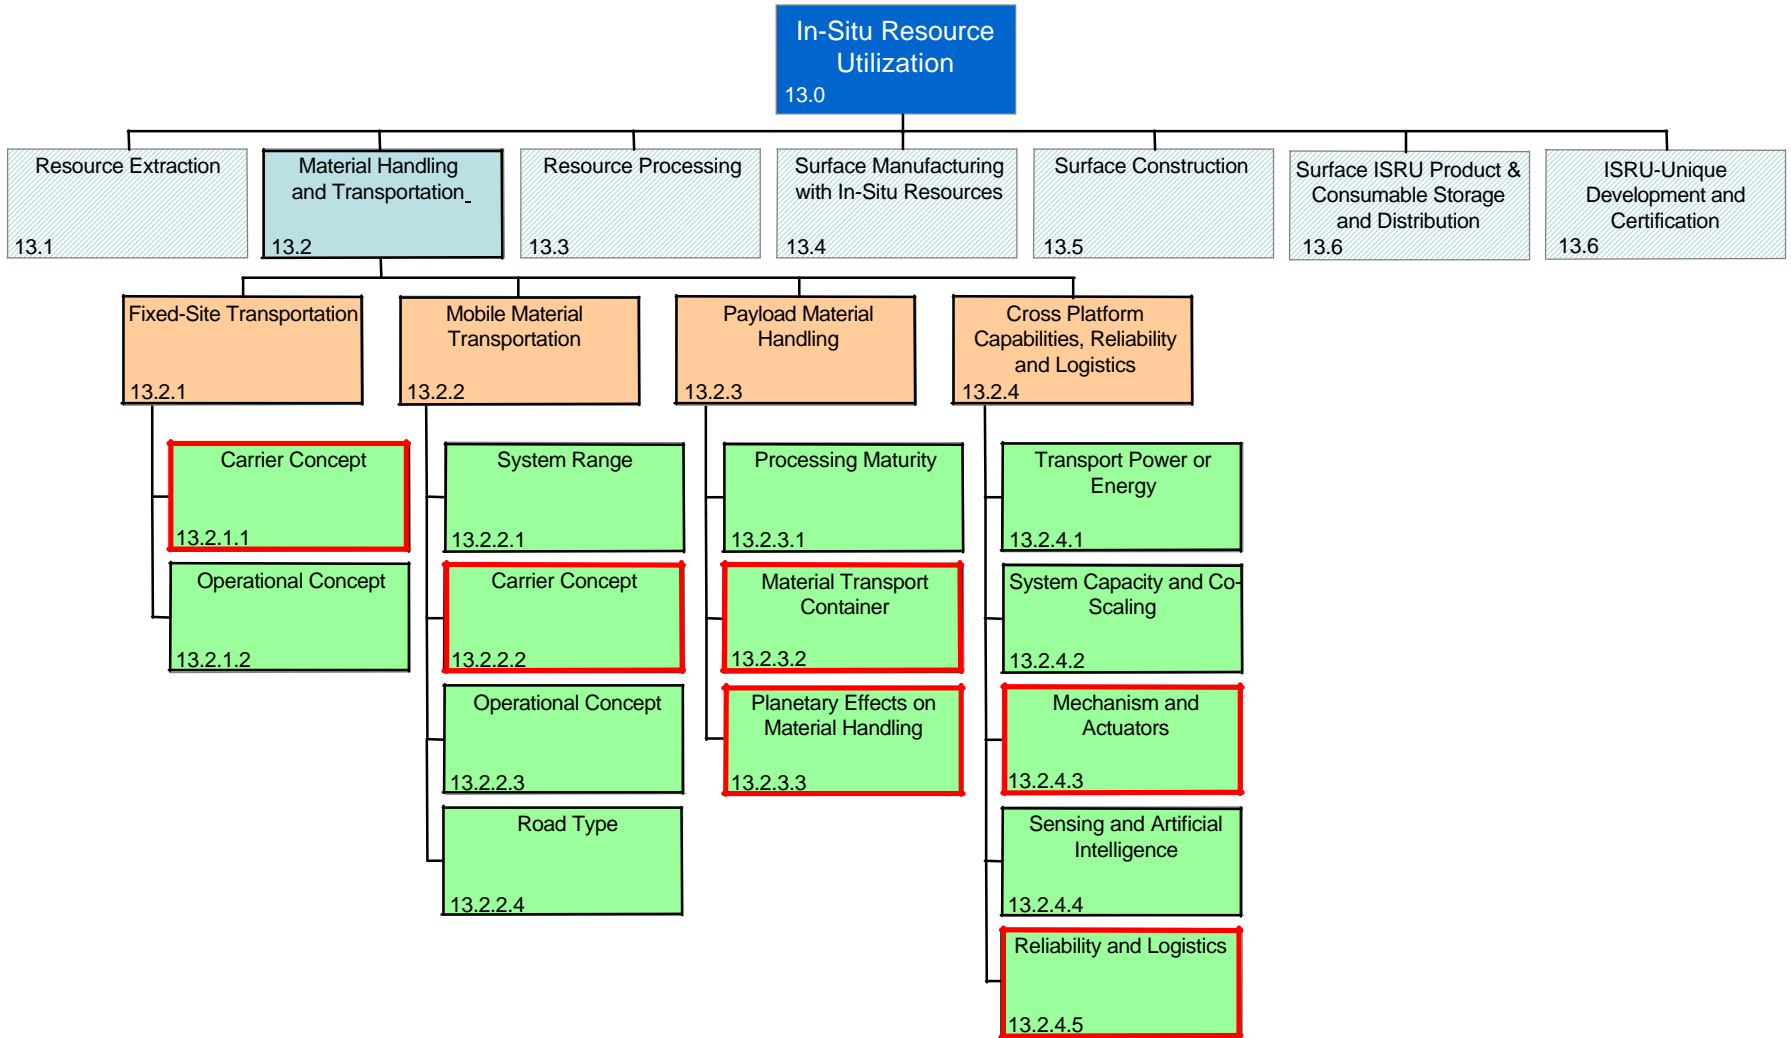 In-Situ Resource
Utilization
13.0
Resource Extraction
13.1
Material Handling
and Transportation_
13.2
Resource Processing
13.3
Surface Manufacturing
with In-Situ Resources
13.4
Surface Construction
13.5
Surface ISRU Product &
Consumable Storage
and Distribution
13.6
ISRU-Unique
Development and
Certification
13.6
Fixed-Site Transportation
13.2.1
Mobile Material
Transportation
13.2.2
Payload Material
Handling
13.2.3
Cross Platform
Capabilities, Reliability
and Logistics
13.2.4
Carrier Concept
13.2.1.1
Operational Concept
13.2.1.2
System Range
13.2.2.1
Carrier Concept
13.2.2.2
Operational Concept
13.2.2.3
Road Type
13.2.2.4
Processing Maturity
13.2.3.1
Material Transport
Container
13.2.3.2
Planetary Effects on
Material Handling
13.2.3.3
Transport Power or
Energy
13.2.4.1
System Capacity and Co-
Scaling
13.2.4.2
Mechanism and
Actuators
13.2.4.3
Sensing and Artificial
Intelligence
13.2.4.4
Reliability and Logistics
13.2.4.5